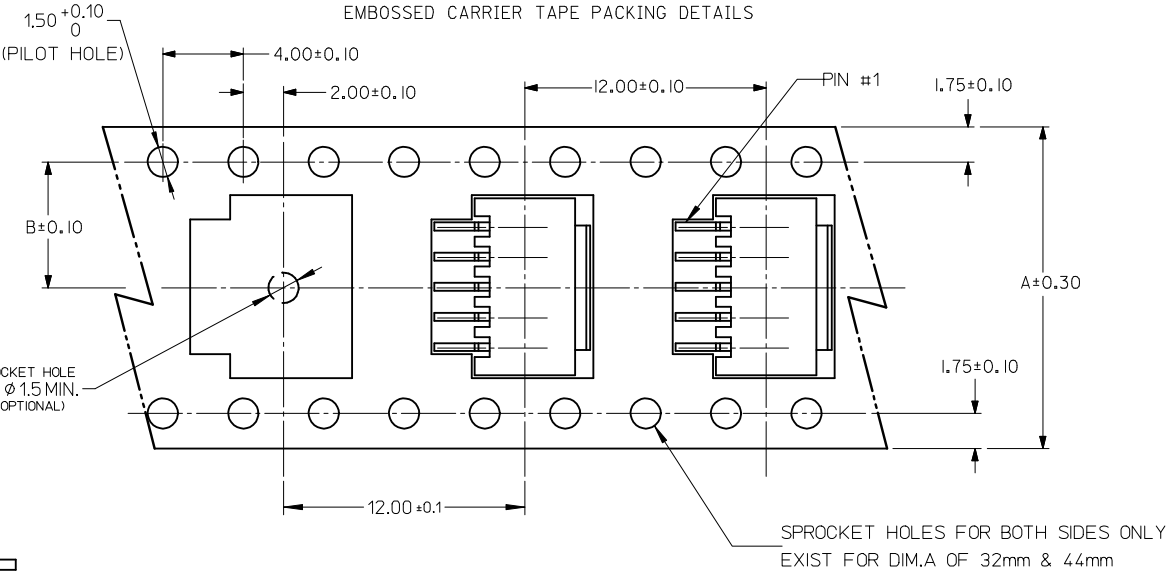 EMBOSSED CARRIER TAPE PACKING DETAILS
1.50 +0.10
0
(PILOT HOLE)
4.00±0.10
2.00±0.10
12.00±0.10
PIN #1
1.75±0.10
B±0.10
A±0.30
CKET HOLE
Ø 1.5 MIN.
OPTIONAL)
1.75±0.10
12.00 ±0.1
SPROCKET HOLES FOR BOTH SIDES ONLY
EXIST FOR DIM.A OF 32mm & 44mm